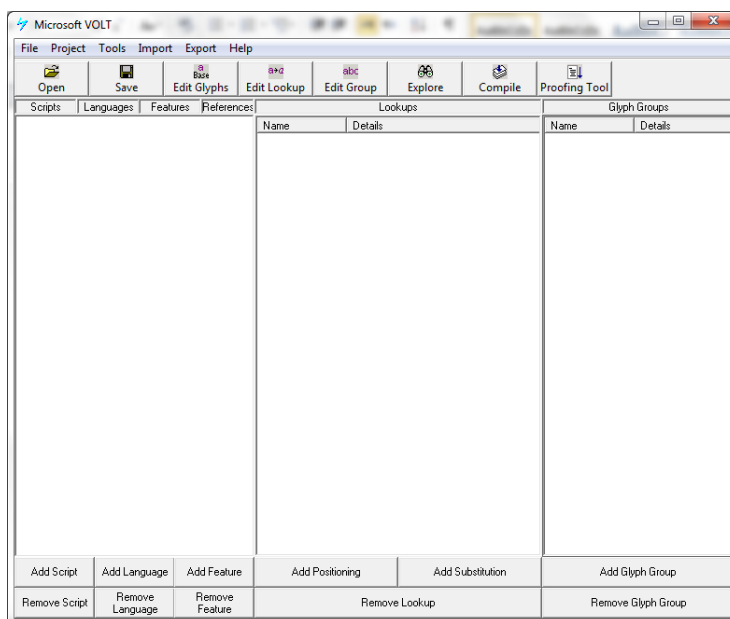 Microsoft VOLT
File Project Tools Import Export Help
a Base a→a abc
Open Save Edit Glyphs Edit Lookup Edit Group Explore Compile Proofing Tool
Scripts Languages Features References Lookups Glyph Groups
Name Details Name Details
Add Script Add Language Add Feature Add Positioning Add Substitution Add Glyph Group
Remove Script Remove Language Remove Feature Remove Lookup Remove Glyph Group